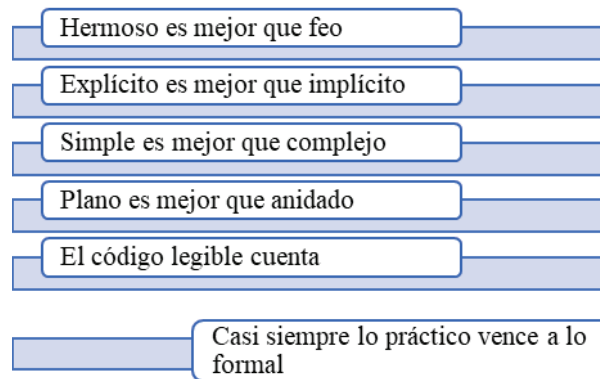 Hermoso es mejor que feo
Explícito es mejor que implícito
Simple es mejor que complejo
Plano es mejor que anidado
El código legible cuenta
Casi siempre lo práctico vence a lo
formal